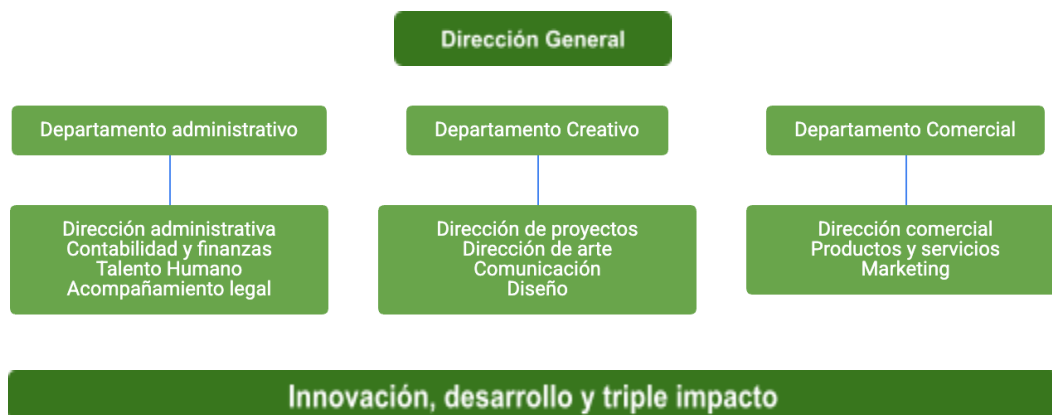 Dirección General
Departamento administrativo
Departamento Creativo
Departamento Comercial
Dirección administrativa
Contabilidad y finanzas
Talento Humano
Acompañamiento legal
Dirección de proyectos
Dirección de arte
Comunicación
Diseño
Dirección comercial
Productos y servicios
Marketing
Innovación, desarrollo y triple impacto